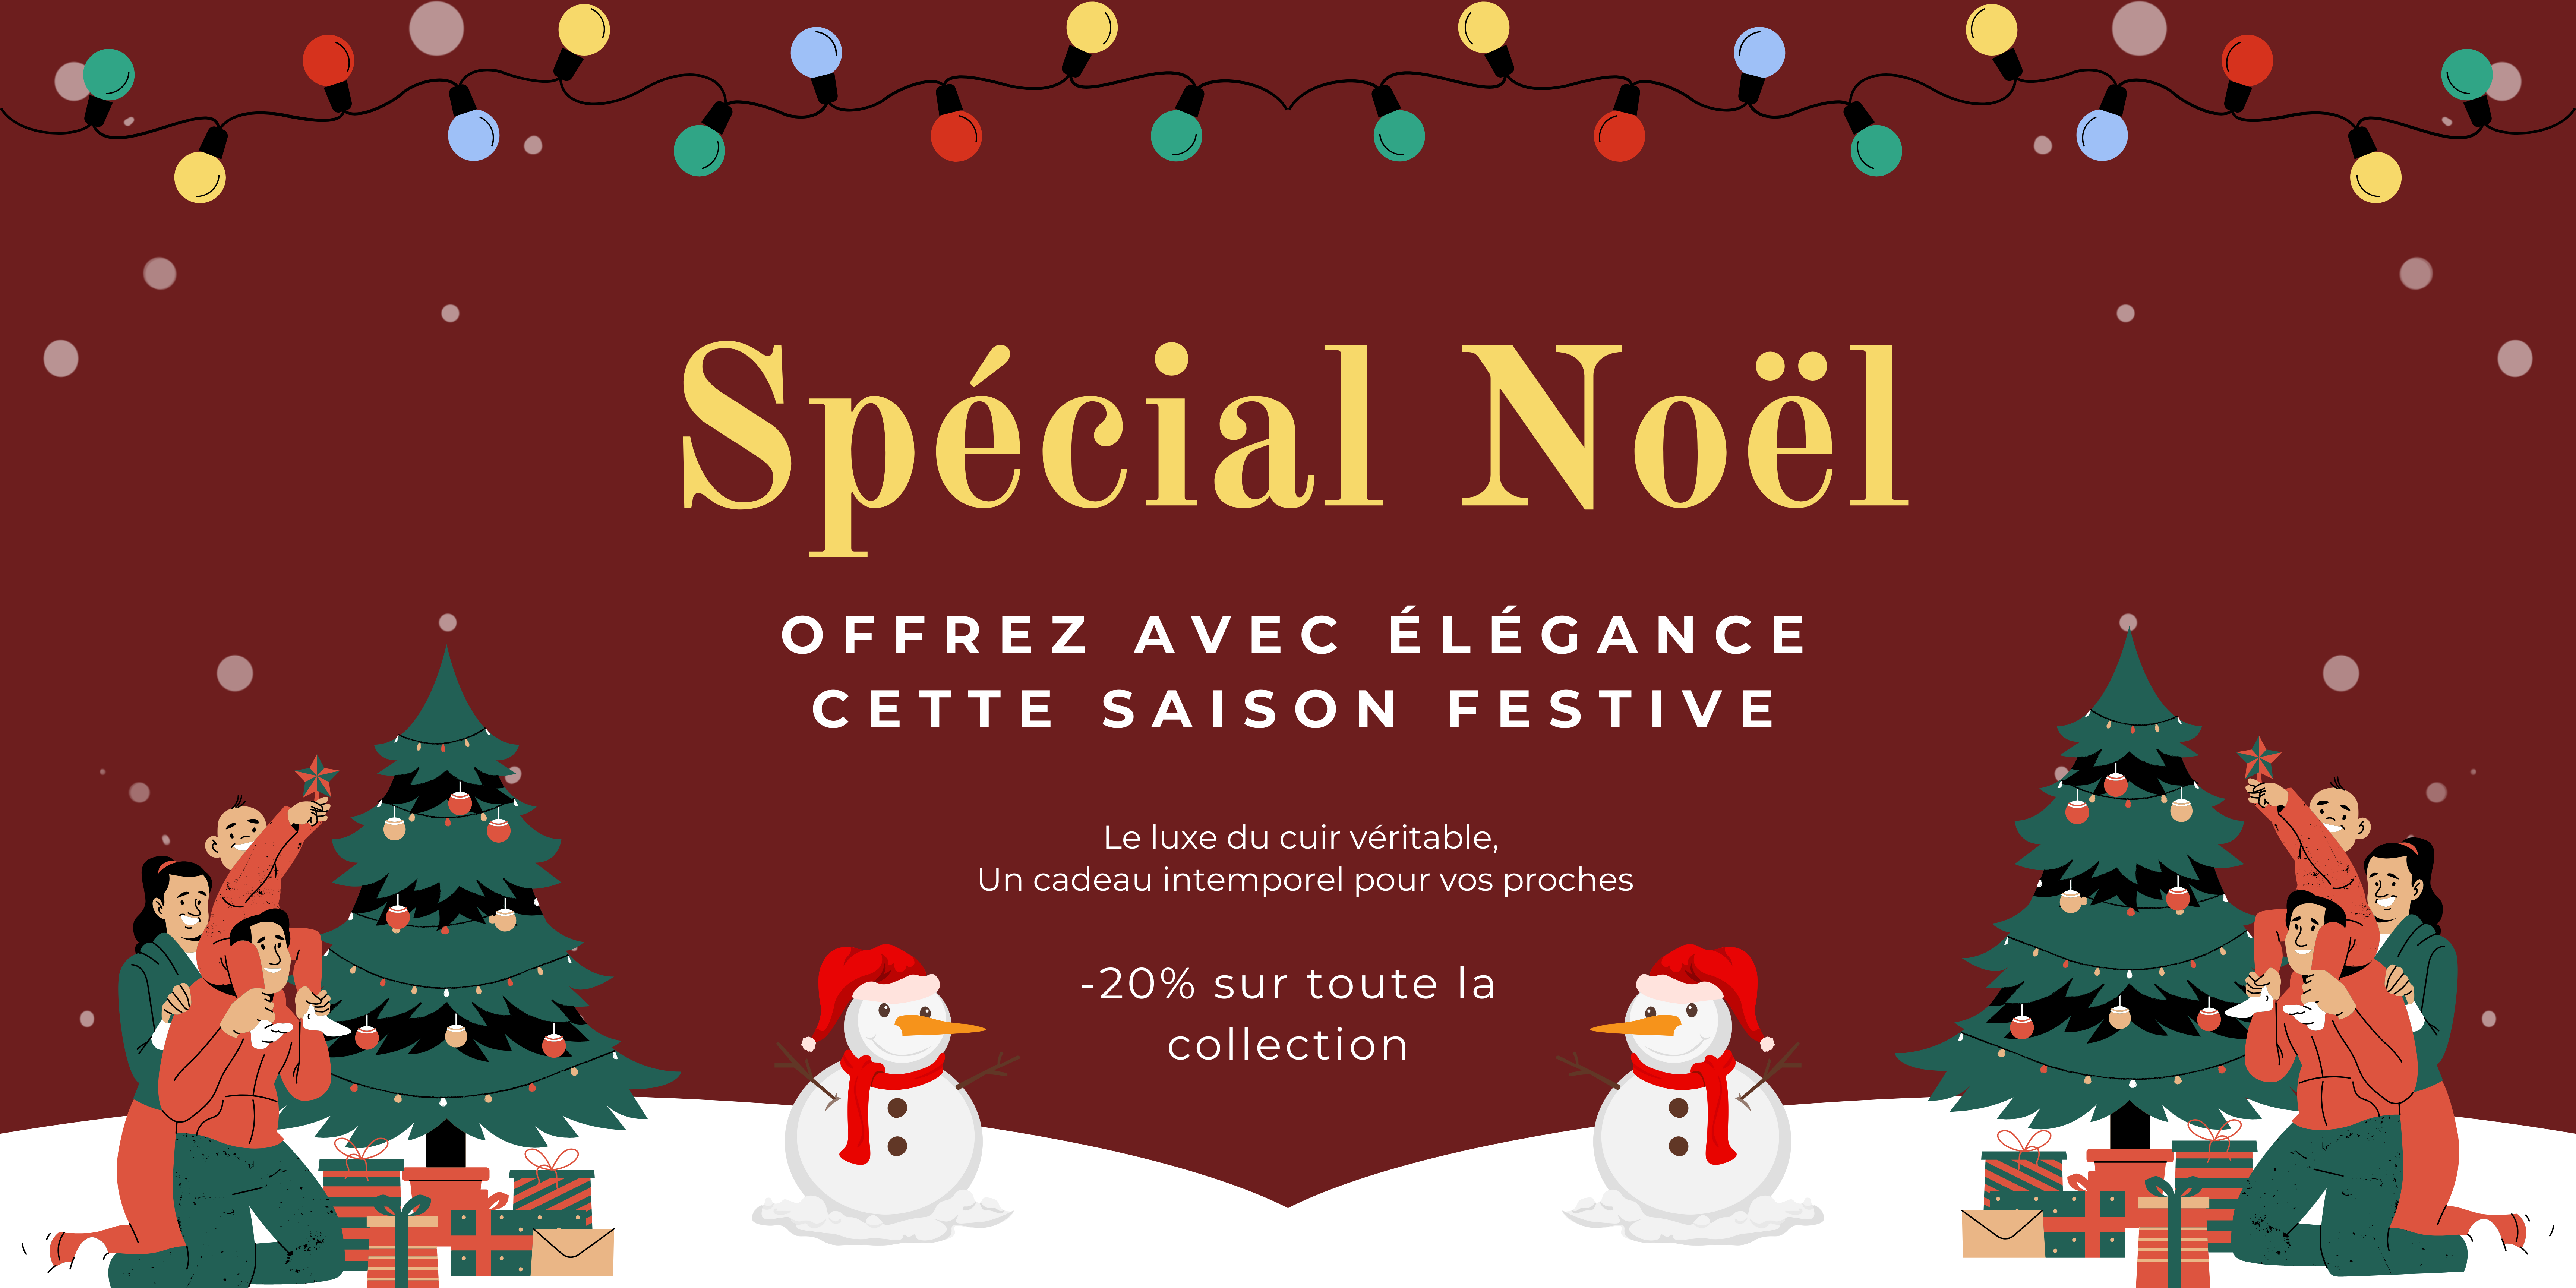 Spécial Noël
OFFREZ AVEC ÉLÉGANCE
CETTE SAISON FESTIVE
Le luxe du cuir véritable,
Un cadeau intemporel pour vos proches
-20% sur toute la
collection